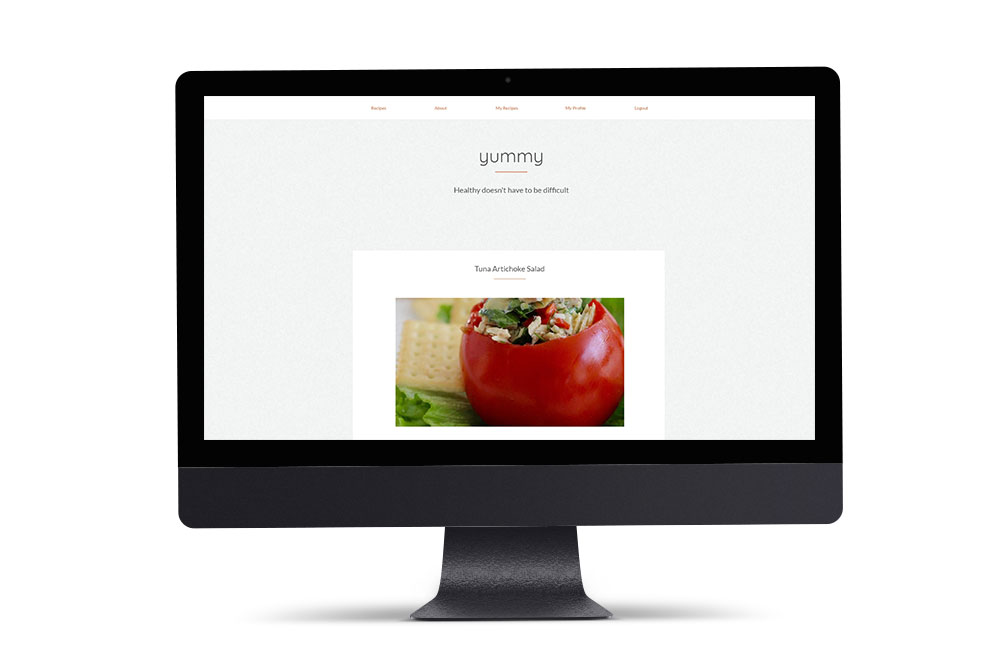 Recipes About My Recipes My Profile Logout
yummy
Healthy doesn't have to be difficult
Tuna Artichoke Salad